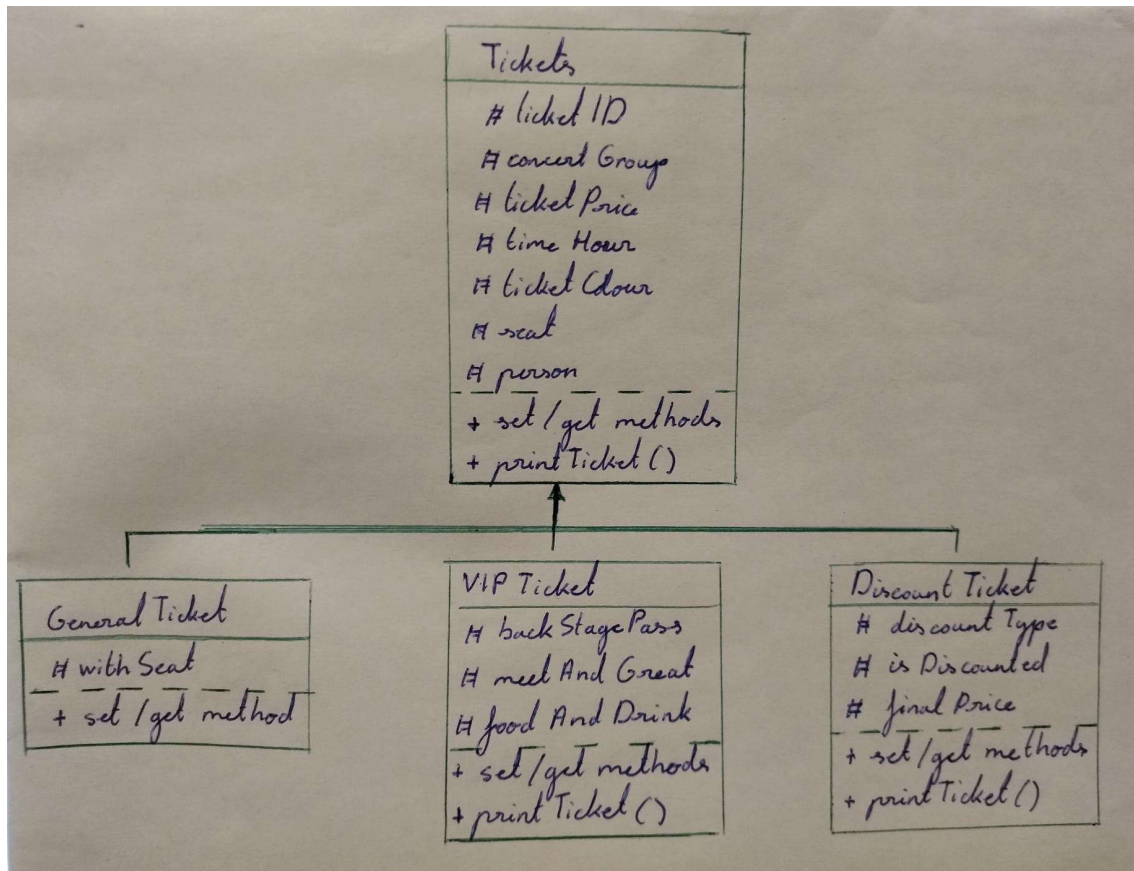 Tickets
# ticket ID
# concert Group
# ticket Price
# time Hour
# ticket Colour
# seat
# person
+ set / get methods
+ print Ticket ()
General Ticket
# with Seat
+ set / get method
VIP Ticket
# back Stage Pass
# meet And Great
# food And Drink
+ set / get methods
+ print Ticket ()
Discount Ticket
# discount Type
# is Discounted
# final Price
+ set / get methods
+ print Ticket ()